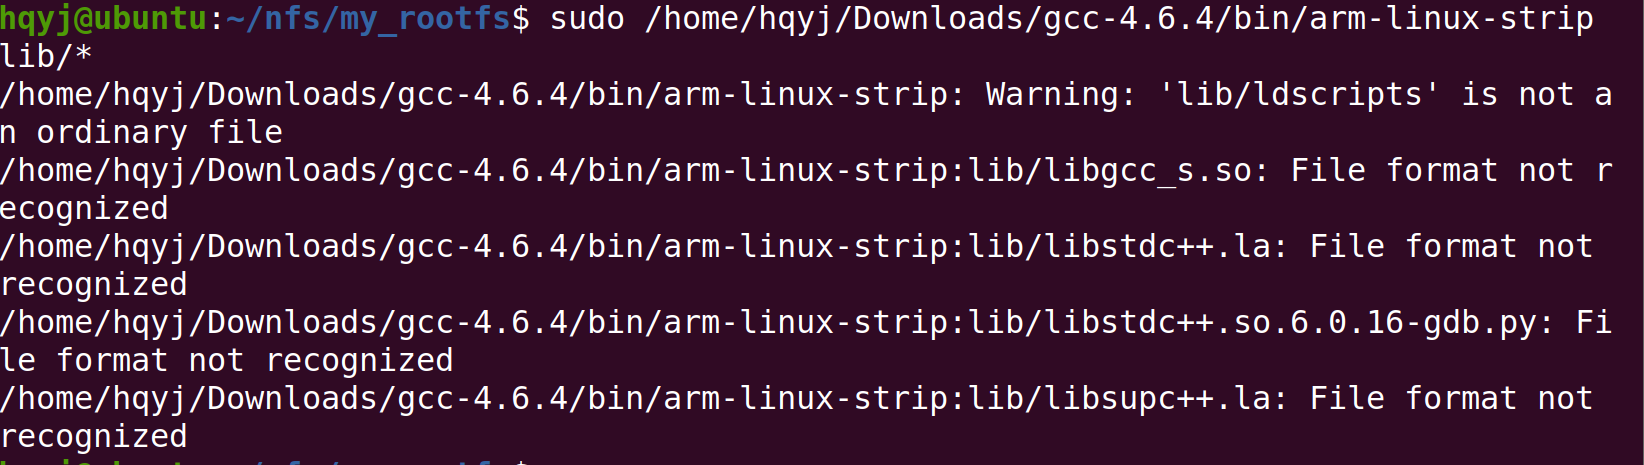 hqyj@ubuntu:~/nfs/my_rootfs$ sudo /home/hqyj/Downloads/gcc-4.6.4/bin/arm-linux-strip
lib/*
/home/hqyj/Downloads/gcc-4.6.4/bin/arm-linux-strip: Warning: 'lib/ldscripts' is not a
n ordinary file
/home/hqyj/Downloads/gcc-4.6.4/bin/arm-linux-strip:lib/libgcc_s.so: File format not r
ecognized
/home/hqyj/Downloads/gcc-4.6.4/bin/arm-linux-strip:lib/libstdc++.la: File format not
recognized
/home/hqyj/Downloads/gcc-4.6.4/bin/arm-linux-strip:lib/libstdc++.so.6.0.16-gdb.py: Fi
le format not recognized
/home/hqyj/Downloads/gcc-4.6.4/bin/arm-linux-strip:lib/libsupc++.la: File format not
recognized